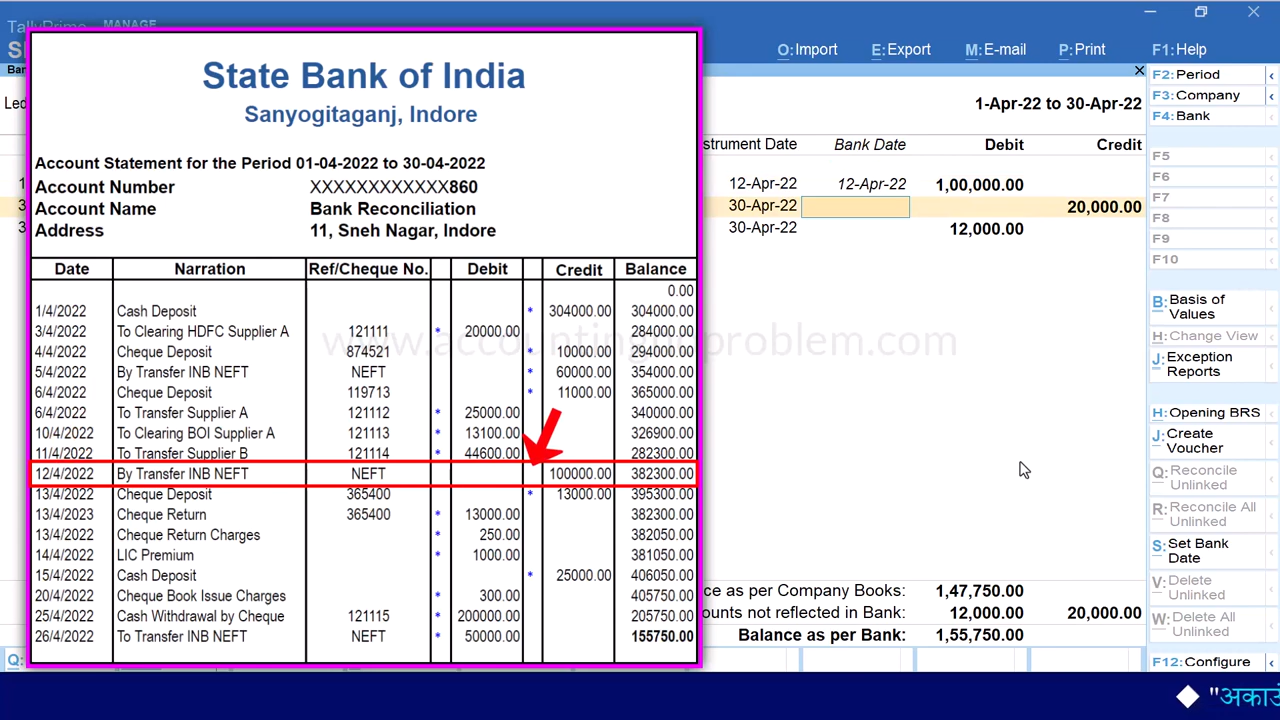 TallyPrime MANAGE
O:Import E:Export M:E-mail P:Print F1:Help
State Bank of India
Sanyogitaganj, Indore
Account Statement for the Period 01-04-2022 to 30-04-2022
Account Number XXXXXXXXXXXX860
Account Name Bank Reconciliation
Address 11, Sneh Nagar, Indore
Date Narration Ref/Cheque No. Debit Credit Balance
0.00
1/4/2022 Cash Deposit * 304000.00 304000.00
3/4/2022 To Clearing HDFC Supplier A 121111 * 20000.00 284000.00
4/4/2022 Cheque Deposit 874521 * 10000.00 294000.00
5/4/2022 By Transfer INB NEFT NEFT * 60000.00 354000.00
6/4/2022 Cheque Deposit 119713 * 11000.00 365000.00
6/4/2022 To Transfer Supplier A 121112 * 25000.00 340000.00
10/4/2022 To Clearing BOI Supplier A 121113 * 13100.00 326900.00
11/4/2022 To Transfer Supplier B 121114 * 44600.00 282300.00
12/4/2022 By Transfer INB NEFT NEFT 100000.00 382300.00
13/4/2022 Cheque Deposit 365400 * 13000.00 395300.00
13/4/2023 Cheque Return 365400 * 13000.00 382300.00
13/4/2022 Cheque Return Charges * 250.00 382050.00
14/4/2022 LIC Premium * 1000.00 381050.00
15/4/2022 Cash Deposit * 25000.00 406050.00
20/4/2022 Cheque Book Issue Charges * 300.00 405750.00
25/4/2022 Cash Withdrawal by Cheque 121115 * 200000.00 205750.00
26/4/2022 To Transfer INB NEFT NEFT * 50000.00 155750.00
1-Apr-22 to 30-Apr-22
strument Date Bank Date Debit Credit
12-Apr-22 12-Apr-22 1,00,000.00
30-Apr-22 20,000.00
30-Apr-22 12,000.00
ce as per Company Books: 1,47,750.00
ounts not reflected in Bank: 12,000.00 20,000.00
Balance as per Bank: 1,55,750.00
F2: Period
F3: Company
F4: Bank
F5
F6
F7
F8
F9
F10
B: Basis of
Values
H: Change View
J: Exception
Reports
H: Opening BRS
J: Create
Voucher
Q: Reconcile
Unlinked
R: Reconcile All
Unlinked
S: Set Bank
Date
V: Delete
Unlinked
W: Delete All
Unlinked
F12: Configure
Q: